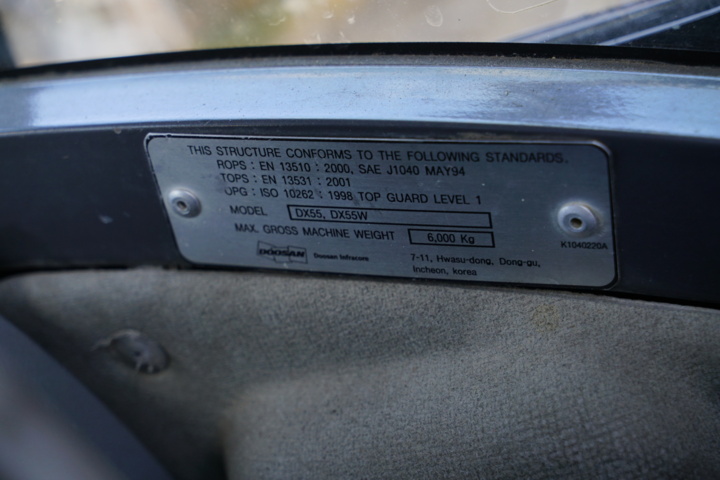 THIS STRUCTURE CONFORMS TO THE FOLLOWING STANDARDS.
ROPS : EN 13510 : 2000, SAE J1040 MAY94
TOPS : EN 13531 : 2001
OPG : ISO 10262 : 1998 TOP GUARD LEVEL 1
MODEL DX55, DX55W
MAX. GROSS MACHINE WEIGHT 6,000 Kg
K1040220A
DOOSAN Doosan Infracore
7-11, Hwasu-dong, Dong-gu,
Incheon, korea